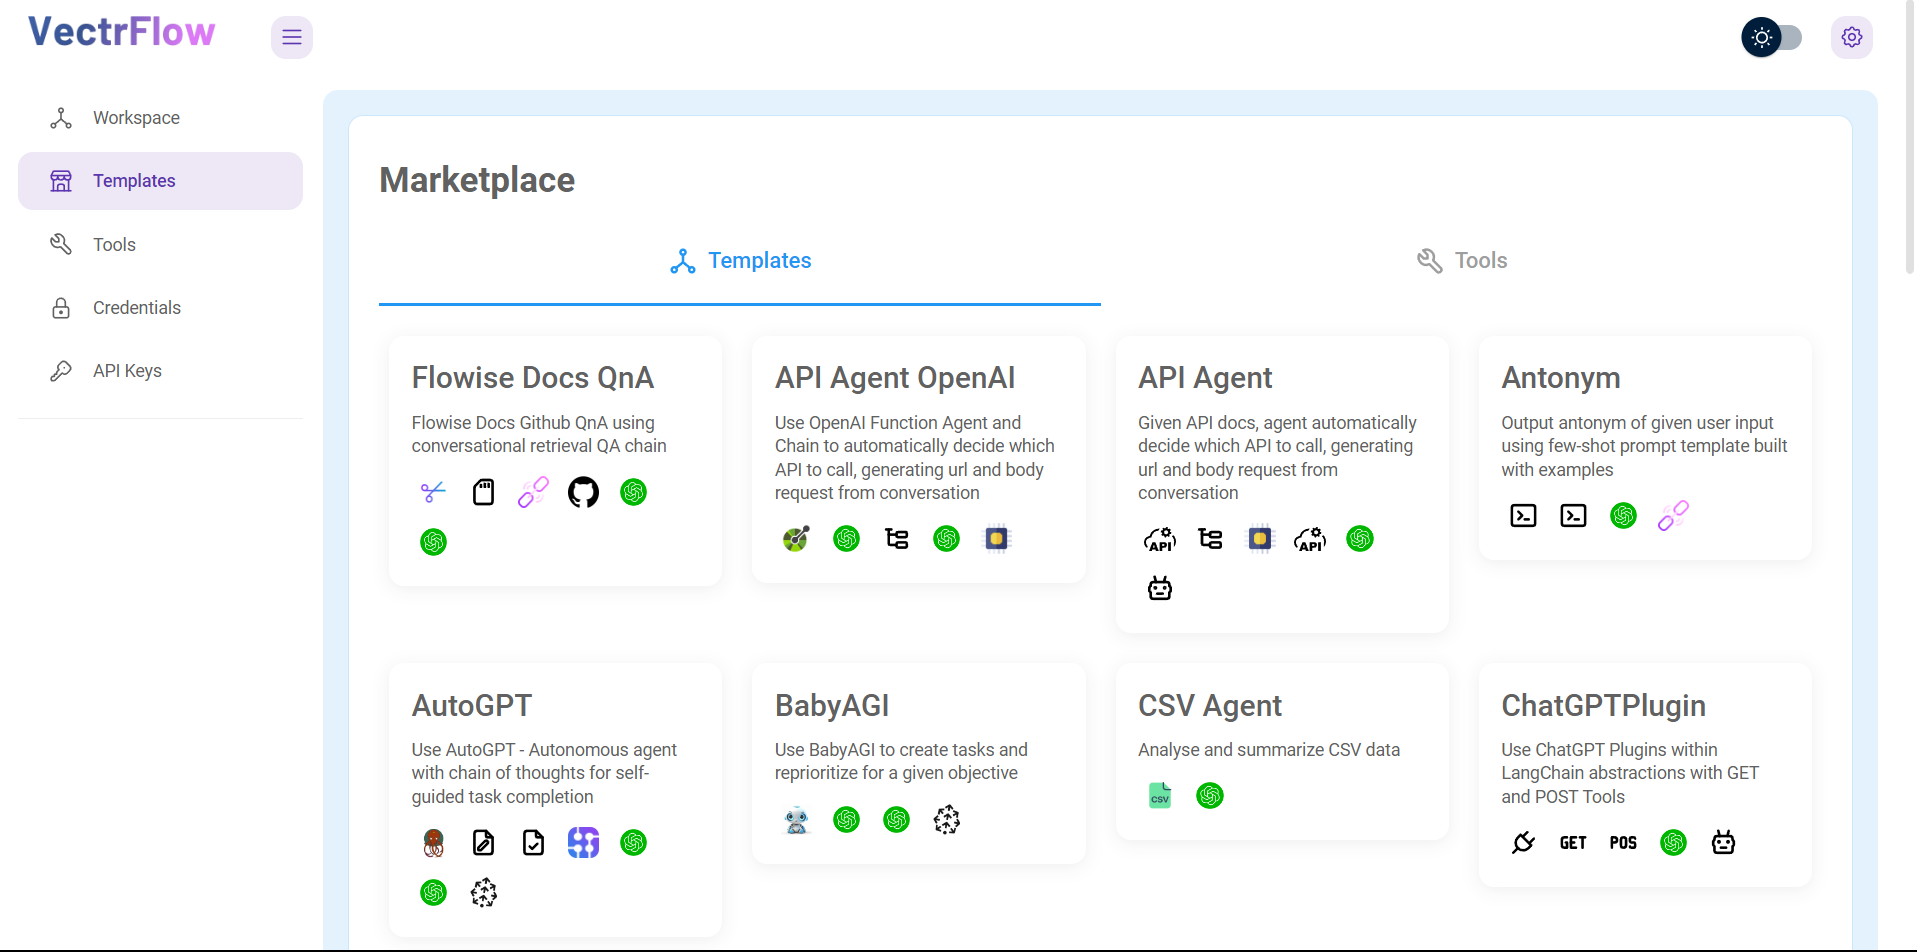 VectrFlow
Workspace
Templates
Tools
Credentials
API Keys
Marketplace
Templates
Tools
Flowise Docs QnA
Flowise Docs Github QnA using
conversational retrieval QA chain
API Agent OpenAI
Use OpenAI Function Agent and
Chain to automatically decide which
API to call, generating url and body
request from conversation
API Agent
Given API docs, agent automatically
decide which API to call, generating
url and body request from
conversation
API
API
Antonym
Output antonym of given user input
using few-shot prompt template built
with examples
AutoGPT
Use AutoGPT - Autonomous agent
with chain of thoughts for self-
guided task completion
BabyAGI
Use BabyAGI to create tasks and
reprioritize for a given objective
CSV Agent
Analyse and summarize CSV data
CSV
ChatGPTPlugin
Use ChatGPT Plugins within
LangChain abstractions with GET
and POST Tools
GET POS